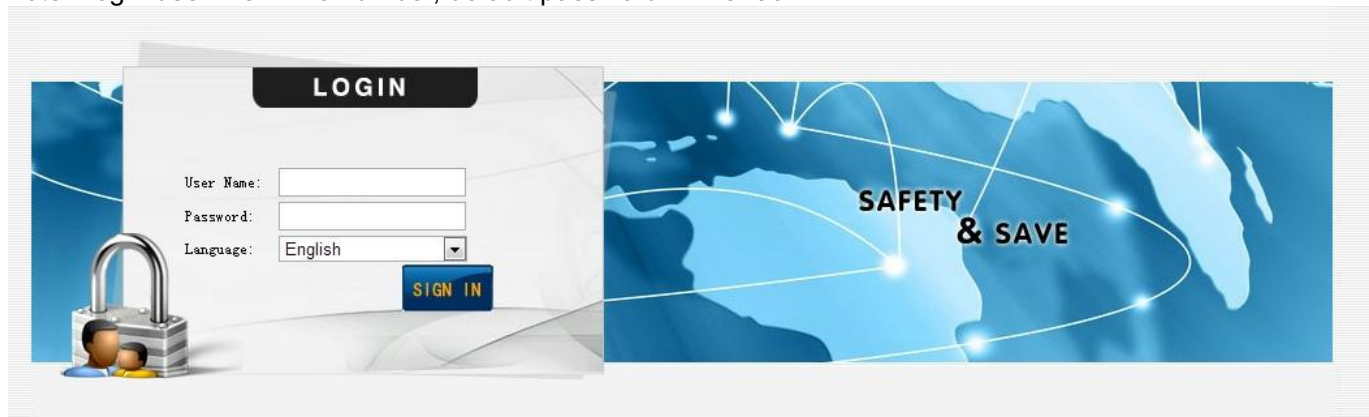 LOGIN
User Name:
Password:
Language: English
SIGN IN
SAFETY
& SAVE